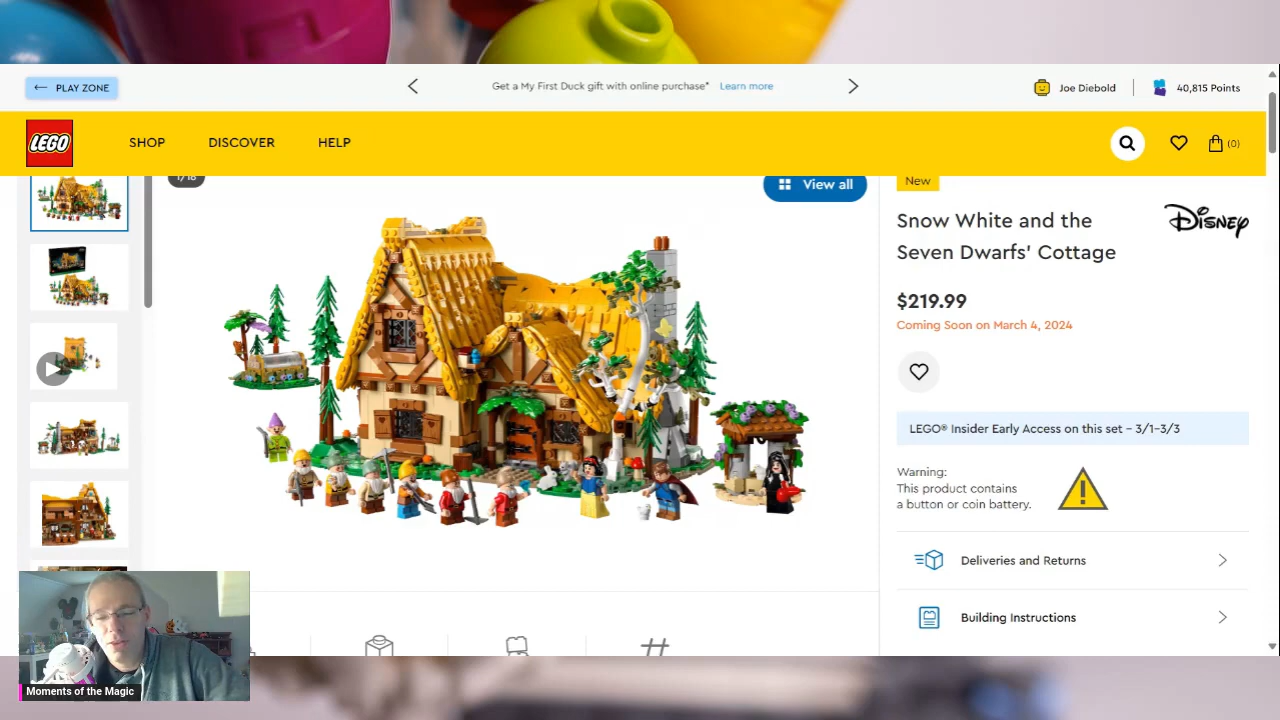 PLAY ZONE
Get a My First Duck gift with online purchase* Learn more
Joe Diebold
40,815 Points
LEGO
SHOP
DISCOVER
HELP
(0)
1/18
View all
New
Snow White and the
Seven Dwarfs' Cottage
Disney
$219.99
Coming Soon on March 4, 2024
LEGO® Insider Early Access on this set – 3/1-3/3
Warning:
This product contains
a button or coin battery.
Deliveries and Returns
Building Instructions
Moments of the Magic